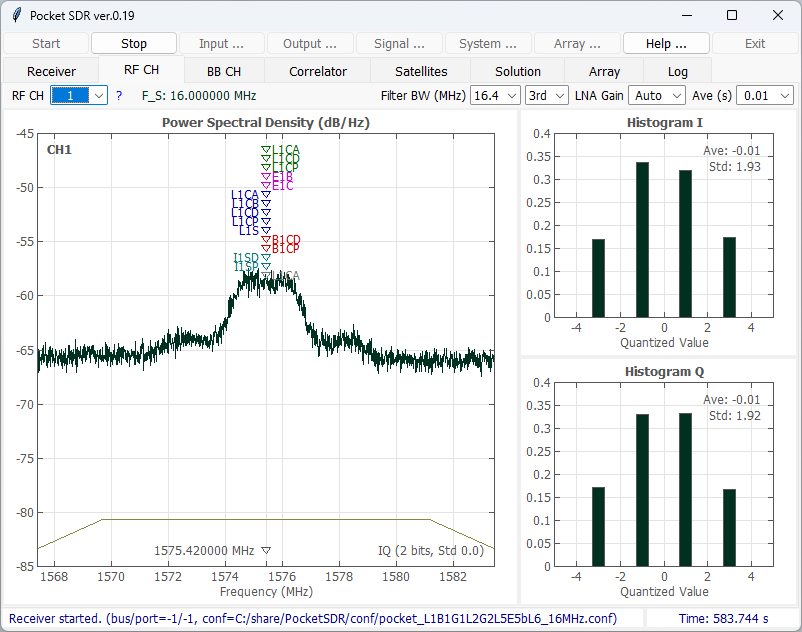 Pocket SDR ver.0.19
Start Stop Input ... Output ... Signal ... System ... Array ... Help ... Exit
Receiver RF CH BB CH Correlator Satellites Solution Array Log
RF CH 1 ? F_S: 16.000000 MHz Filter BW (MHz) 16.4 3rd LNA Gain Auto Ave (s) 0.01
Power Spectral Density (dB/Hz)
-45
CH1
L1CA
L1CD
L1CP
E1B
E1C
-50
L1CA
L1CB
L1CD
L1CP
L1S
B1CD
-55
B1CP
I1SD
I1SP
-60
-65
-70
-75
-80
1575.420000 MHz IQ (2 bits, Std 0.0)
-85
1568 1570 1572 1574 1576 1578 1580 1582
Frequency (MHz)
Histogram I
0.4
Ave: -0.01
0.35
Std: 1.93
0.3
0.25
0.2
0.15
0.1
0.05
0
-4 -2 0 2 4
Quantized Value
Histogram Q
0.4
Ave: -0.01
0.35
Std: 1.92
0.3
0.25
0.2
0.15
0.1
0.05
0
-4 -2 0 2 4
Quantized Value
Receiver started. (bus/port=-1/-1, conf=C:/share/PocketSDR/conf/pocket_L1B1G1L2G2L5E5bL6_16MHz.conf) Time: 583.744 s